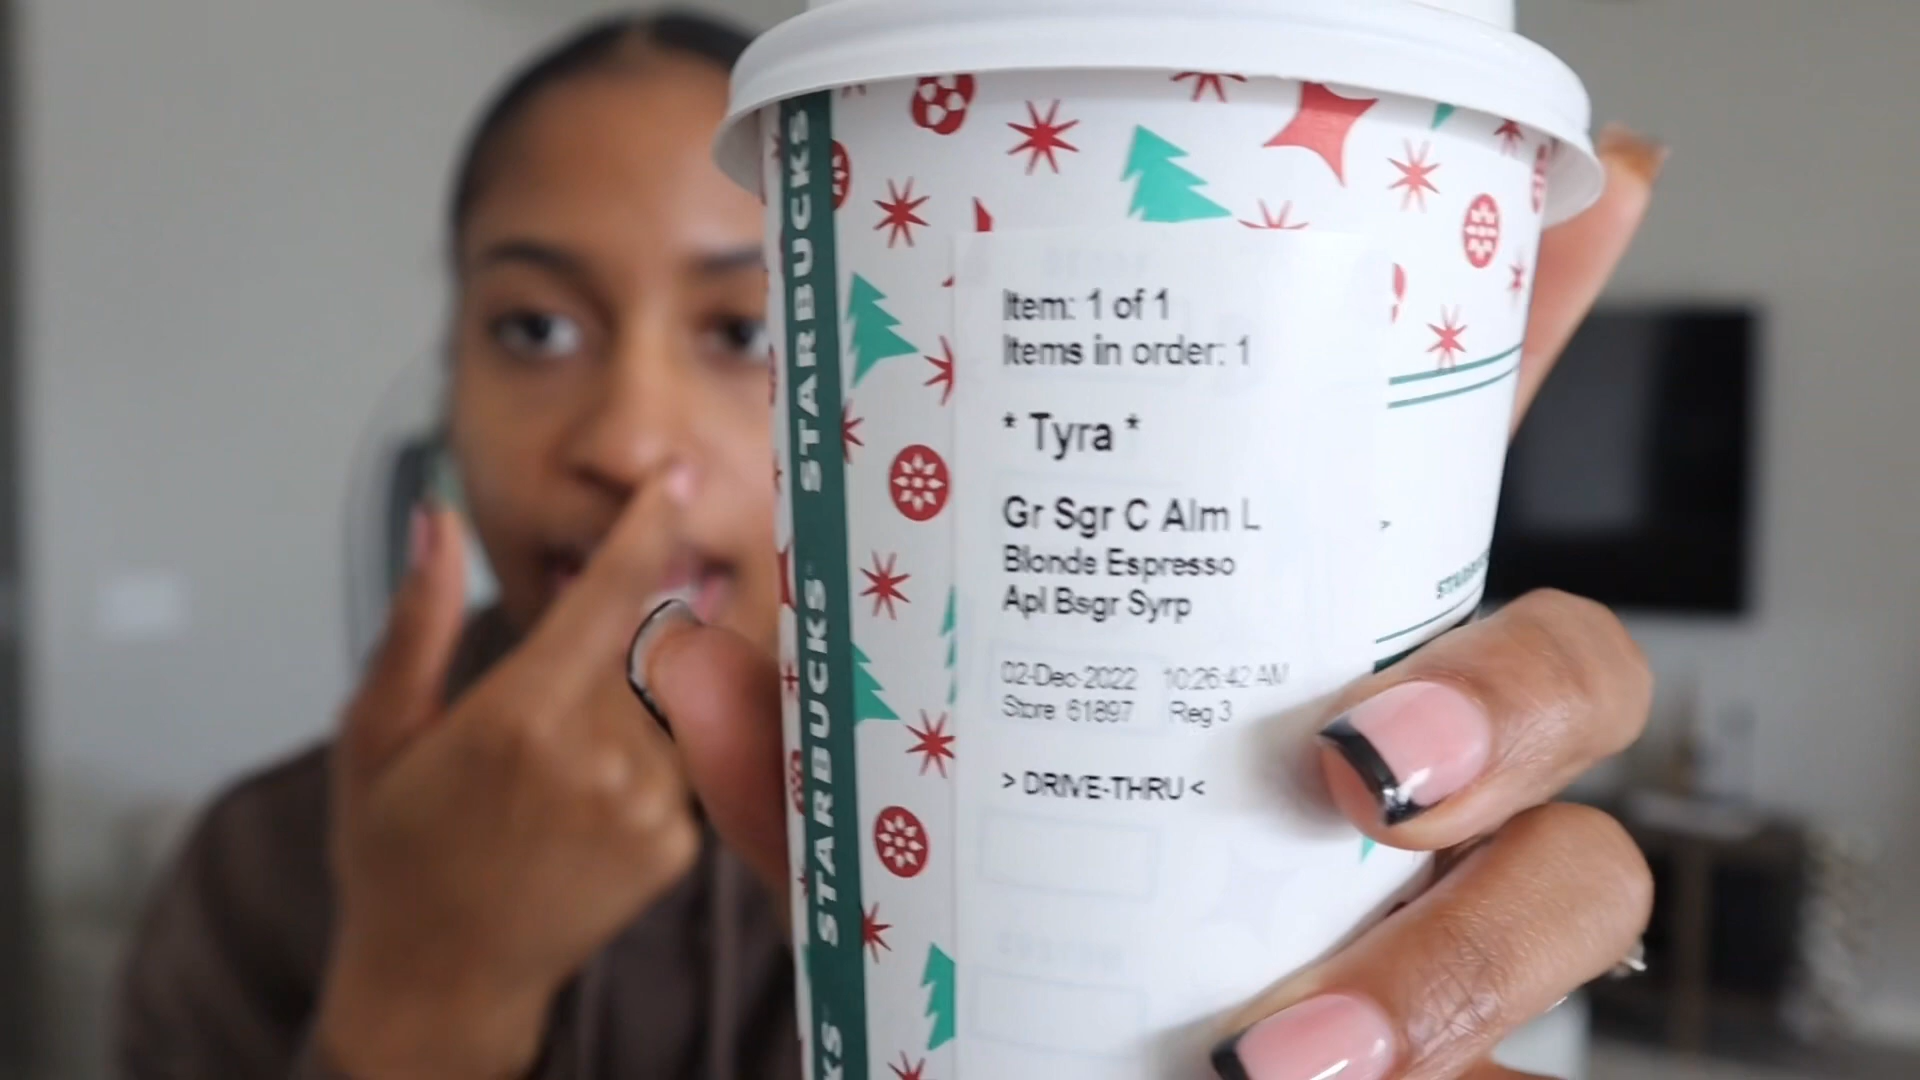 STARBUCKS STARBUCKS STARBUCKS
Item: 1 of 1
Items in order: 1
* Tyra *
Gr Sgr C Alm L
Blonde Espresso
Apl Bsgr Syrp
02-Dec-2022 10:26:42 AM
Store 61897 Reg 3
> DRIVE-THRU <